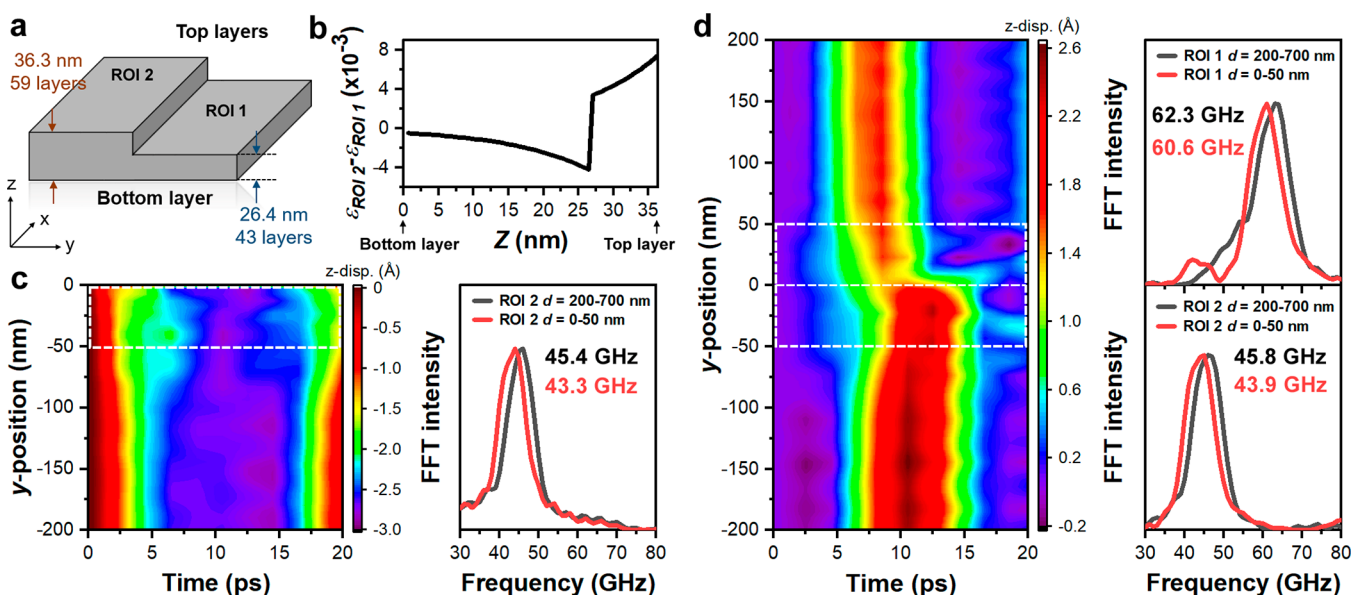 a
Top layers
36.3 nm
59 layers
ROI 2
ROI 1
Bottom layer
26.4 nm
43 layers
z
x
y
b
εROI 2-εROI 1 (x10-3)
8
4
0
-4
0 5 10 15 20 25 30 35
Bottom layer
Z (nm)
Top layer
c
z-disp. (Å)
y-position (nm)
0
-50
-100
-150
-200
0 5 10 15 20
Time (ps)
0
-0.5
-1.0
-1.5
-2.0
-2.5
-3.0
FFT intensity
ROI 2 d = 200-700 nm
ROI 2 d = 0-50 nm
45.4 GHz
43.3 GHz
30 40 50 60 70 80
Frequency (GHz)
d
z-disp. (Å)
y-position (nm)
200
150
100
50
0
-50
-100
-150
-200
0 5 10 15 20
Time (ps)
2.6
2.2
1.8
1.4
1.0
0.6
0.2
-0.2
FFT intensity
ROI 1 d = 200-700 nm
ROI 1 d = 0-50 nm
62.3 GHz
60.6 GHz
30 40 50 60 70 80
FFT intensity
ROI 2 d = 200-700 nm
ROI 2 d = 0-50 nm
45.8 GHz
43.9 GHz
30 40 50 60 70 80
Frequency (GHz)